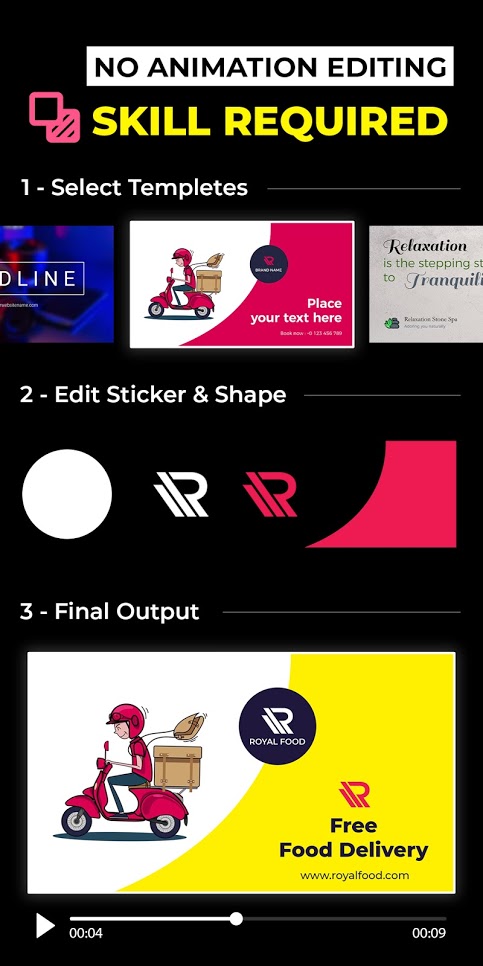 NO ANIMATION EDITING
SKILL REQUIRED
1 - Select Templetes
DLINE
BRAND NAME
Place
your text here
Book now : +0 123 456 789
Relaxation
is the stepping st
to Tranquili
Relaxation Stone Spa
2 - Edit Sticker & Shape
R
R
3 - Final Output
R
ROYAL FOOD
R
Free
Food Delivery
www.royalfood.com
00:04
00:09